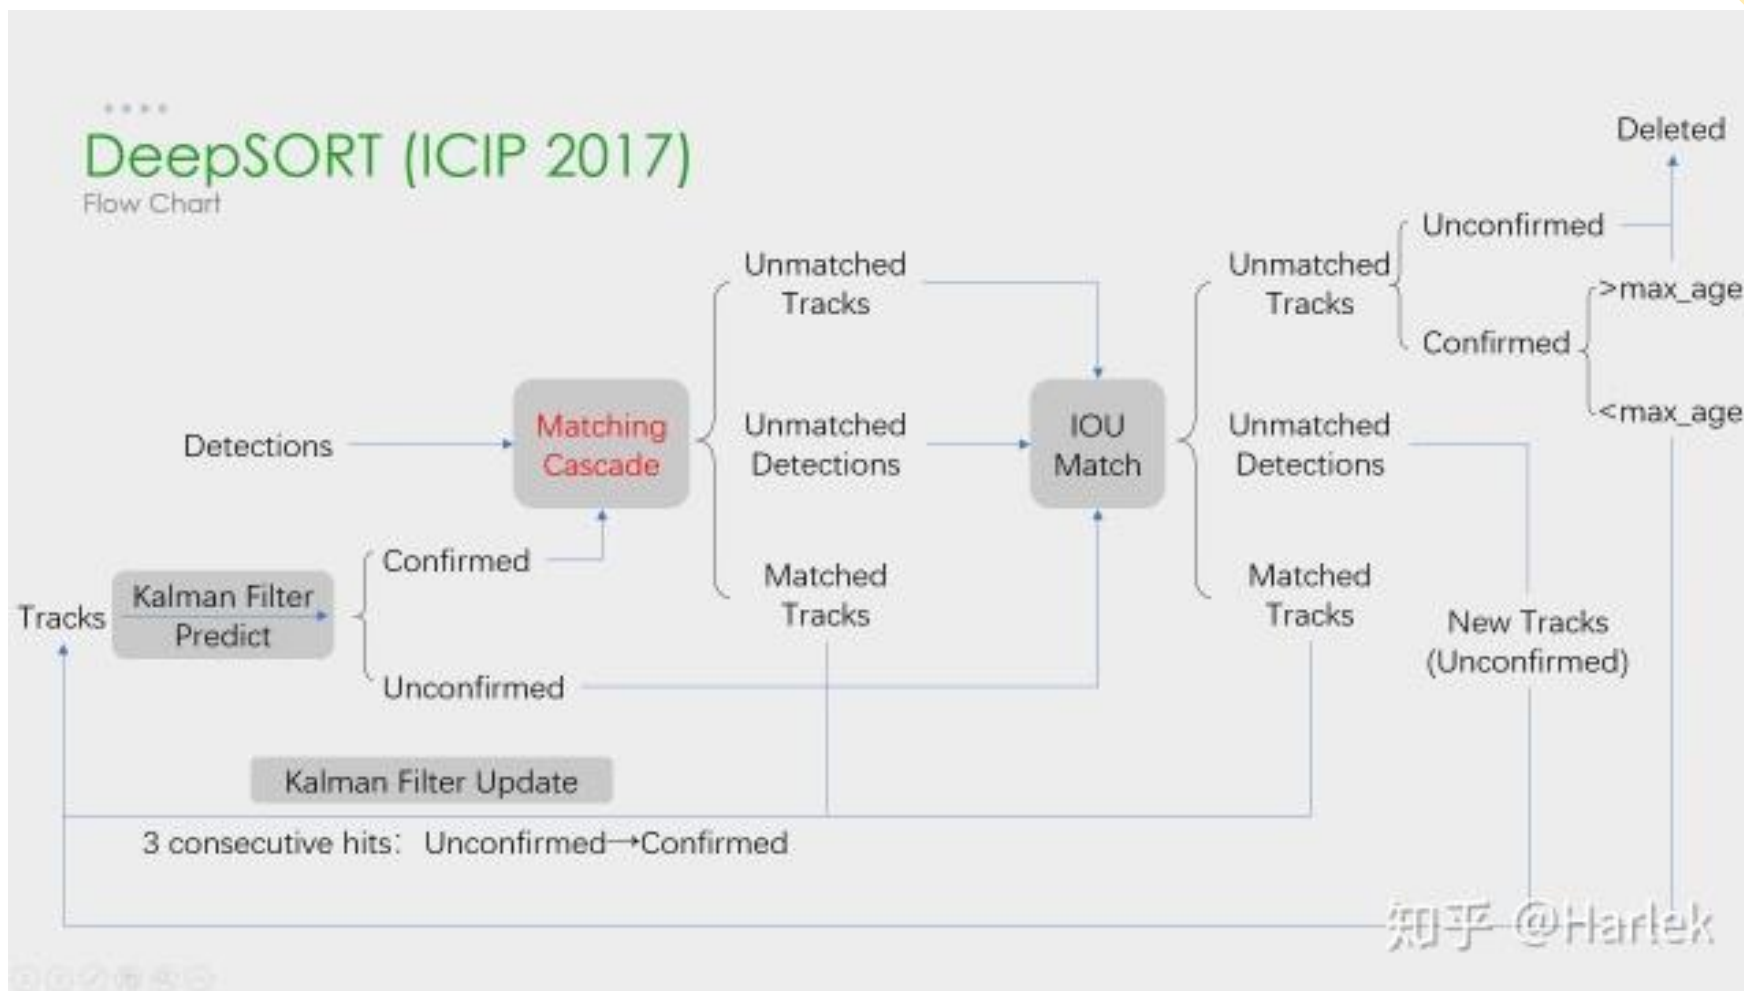 DeepSORT (ICIP 2017)
Flow Chart
Deleted
Unconfirmed
Unmatched
Tracks
Unmatched
Tracks
>max_age
Confirmed
<max_age
Detections
Matching
Cascade
Unmatched
Detections
IOU
Match
Unmatched
Detections
Confirmed
Matched
Tracks
Matched
Tracks
Tracks
Kalman Filter
Predict
New Tracks
(Unconfirmed)
Unconfirmed
Kalman Filter Update
3 consecutive hits: Unconfirmed→Confirmed
知乎 @Harlek